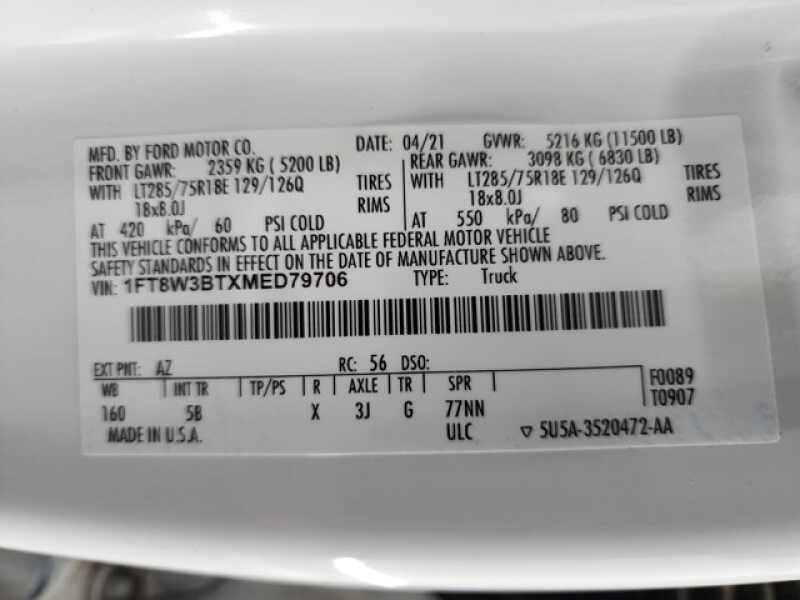 MFD. BY FORD MOTOR CO. DATE: 04/21 GVWR: 5216 KG (11500 LB)
FRONT GAWR: 2359 KG (5200 LB) REAR GAWR: 3098 KG (6830 LB)
WITH LT285/75R18E 129/126Q TIRES WITH LT285/75R18E 129/126Q TIRES
18x8.0J RIMS 18x8.0J RIMS
AT 420 kPa/ 60 PSI COLD AT 550 kPa/ 80 PSI COLD
THIS VEHICLE CONFORMS TO ALL APPLICABLE FEDERAL MOTOR VEHICLE
SAFETY STANDARDS IN EFFECT ON THE DATE OF MANUFACTURE SHOWN ABOVE.
VIN: 1FT8W3BTXMED79706 TYPE: Truck
EXT PNT: AZ RC: 56 DSO:
WB INT TR TP/PS R AXLE TR SPR F0089
160 5B X 3J G 77NN T0907
MADE IN U.S.A. ULC ▽ 5U5A-3520472-AA